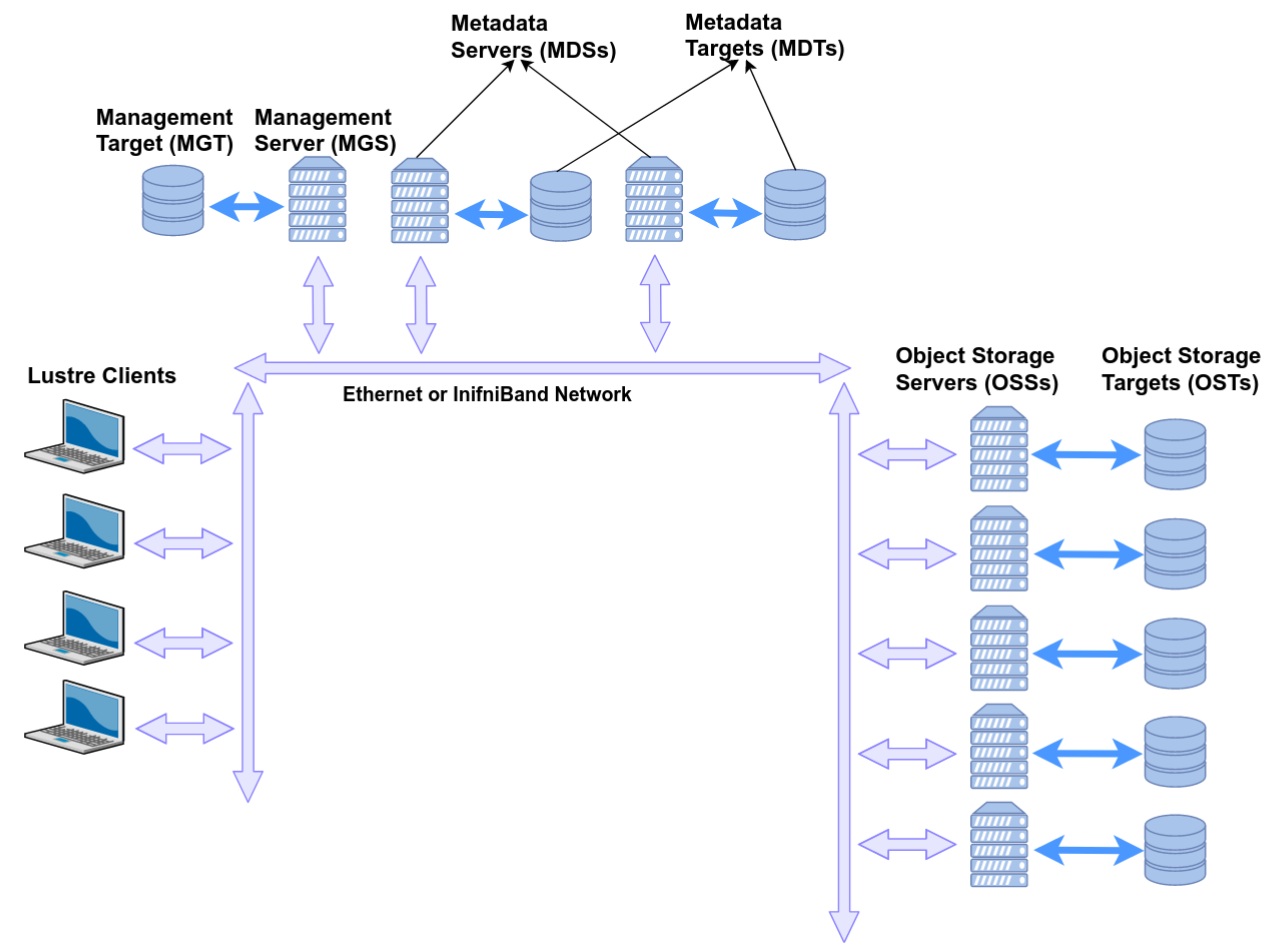 Metadata
Servers (MDSs)
Metadata
Targets (MDTs)
Management
Target (MGT)
Management
Server (MGS)
Lustre Clients
Ethernet or InifniBand Network
Object Storage
Servers (OSSs)
Object Storage
Targets (OSTs)